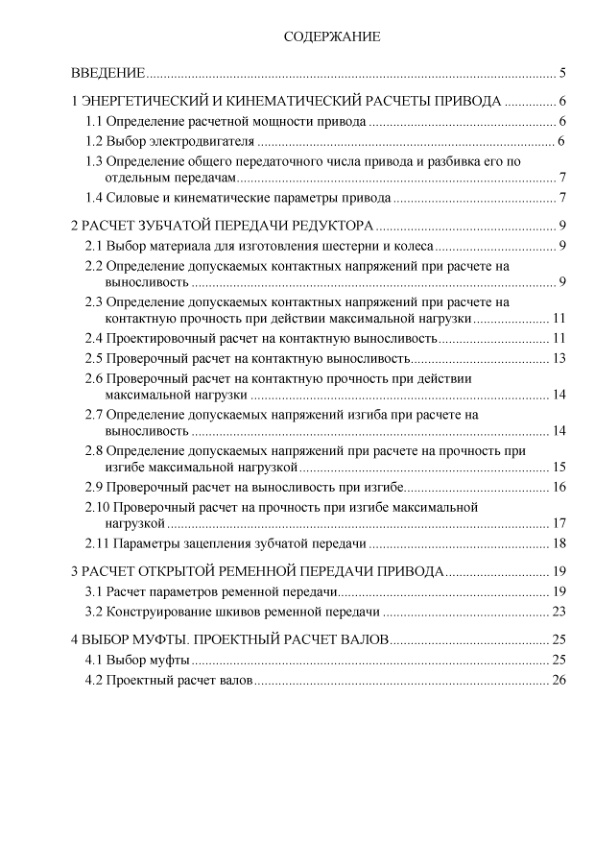 СОДЕРЖАНИЕ
ВВЕДЕНИЕ 5
1 ЭНЕРГЕТИЧЕСКИЙ И КИНЕМАТИЧЕСКИЙ РАСЧЕТЫ ПРИВОДА 6
1.1 Определение расчетной мощности привода 6
1.2 Выбор электродвигателя 6
1.3 Определение общего передаточного числа привода и разбивка его по
отдельным передачам 7
1.4 Силовые и кинематические параметры привода 7
2 РАСЧЕТ ЗУБЧАТОЙ ПЕРЕДАЧИ РЕДУКТОРА 9
2.1 Выбор материала для изготовления шестерни и колеса 9
2.2 Определение допускаемых контактных напряжений при расчете на
выносливость 9
2.3 Определение допускаемых контактных напряжений при расчете на
контактную прочность при действии максимальной нагрузки 11
2.4 Проектировочный расчет на контактную выносливость 11
2.5 Проверочный расчет на контактную выносливость 13
2.6 Проверочный расчет на контактную прочность при действии
максимальной нагрузки 14
2.7 Определение допускаемых напряжений изгиба при расчете на
выносливость 14
2.8 Определение допускаемых напряжений при расчете на прочность при
изгибе максимальной нагрузкой 15
2.9 Проверочный расчет на выносливость при изгибе 16
2.10 Проверочный расчет на прочность при изгибе максимальной
нагрузкой 17
2.11 Параметры зацепления зубчатой передачи 18
3 РАСЧЕТ ОТКРЫТОЙ РЕМЕННОЙ ПЕРЕДАЧИ ПРИВОДА 19
3.1 Расчет параметров ременной передачи 19
3.2 Конструирование шкивов ременной передачи 23
4 ВЫБОР МУФТЫ. ПРОЕКТНЫЙ РАСЧЕТ ВАЛОВ 25
4.1 Выбор муфты 25
4.2 Проектный расчет валов 26